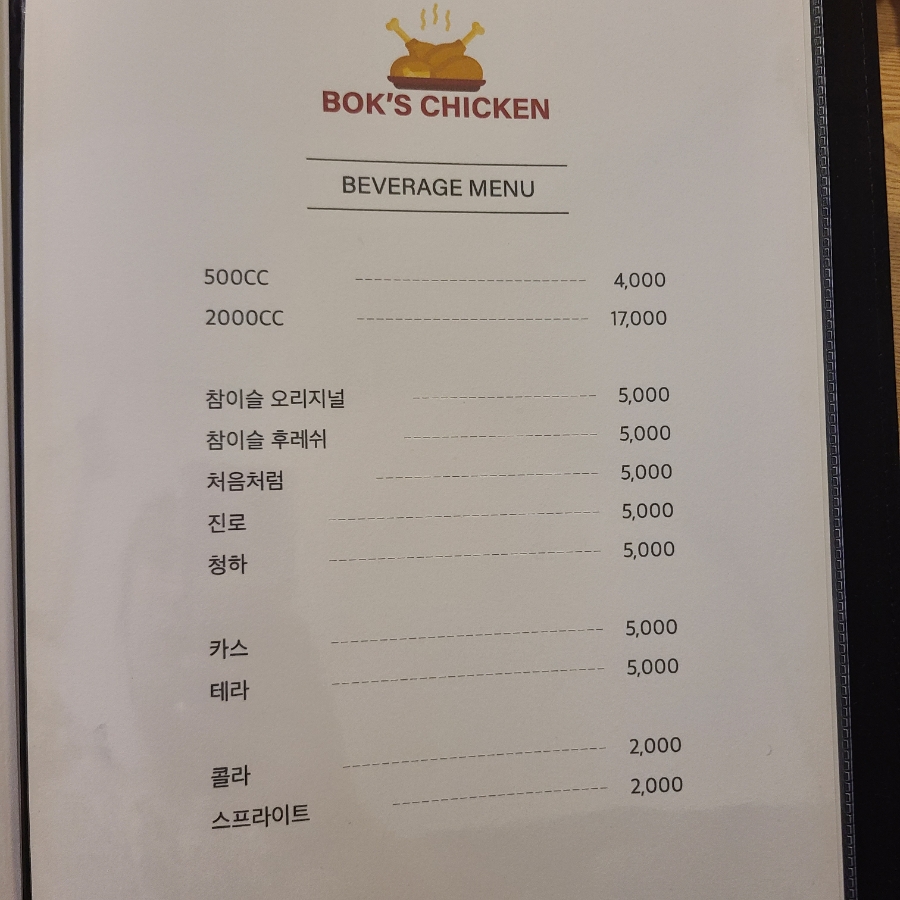 BOK'S CHICKEN
BEVERAGE MENU
500CC 4,000
2000CC 17,000
참이슬 오리지널 5,000
참이슬 후레쉬 5,000
처음처럼 5,000
진로 5,000
청하 5,000
카스 5,000
테라 5,000
콜라 2,000
스프라이트 2,000